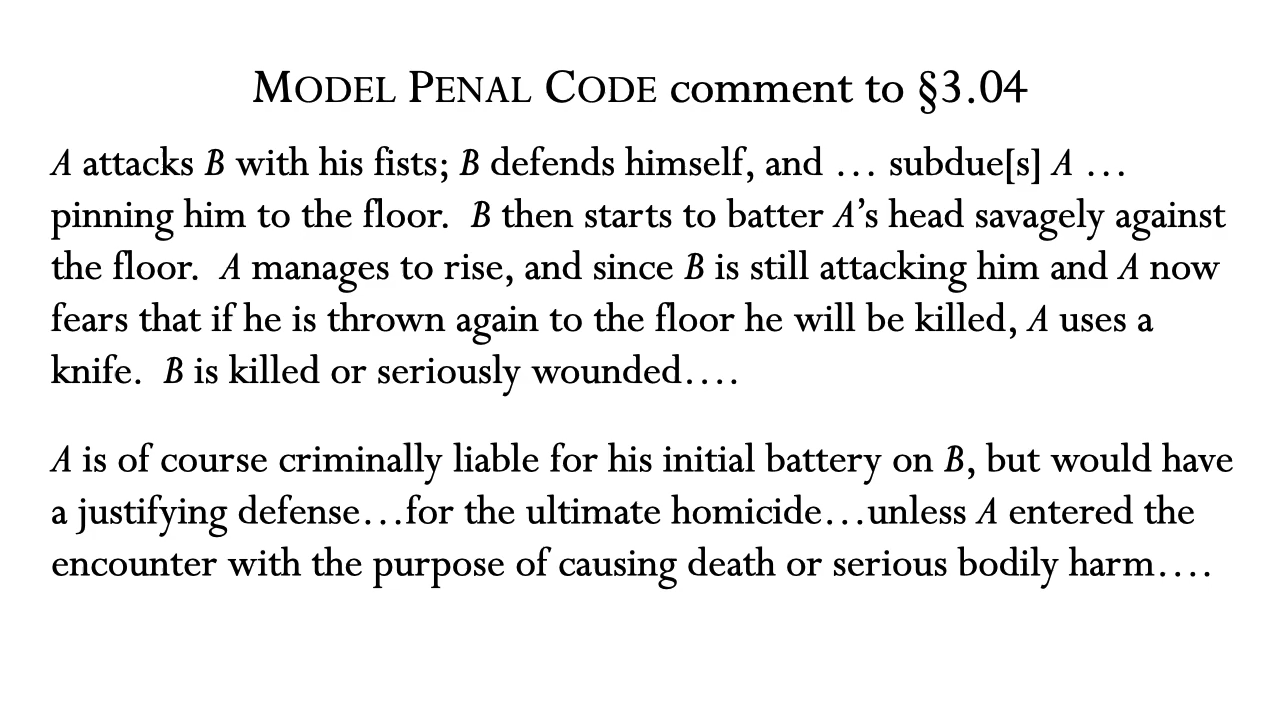 MODEL PENAL CODE comment to §3.04
A attacks B with his fists; B defends himself, and … subdue[s] A …
pinning him to the floor.  B then starts to batter A’s head savagely against
the floor.  A manages to rise, and since B is still attacking him and A now
fears that if he is thrown again to the floor he will be killed, A uses a
knife.  B is killed or seriously wounded….
A is of course criminally liable for his initial battery on B, but would have
a justifying defense…for the ultimate homicide…unless A entered the
encounter with the purpose of causing death or serious bodily harm….